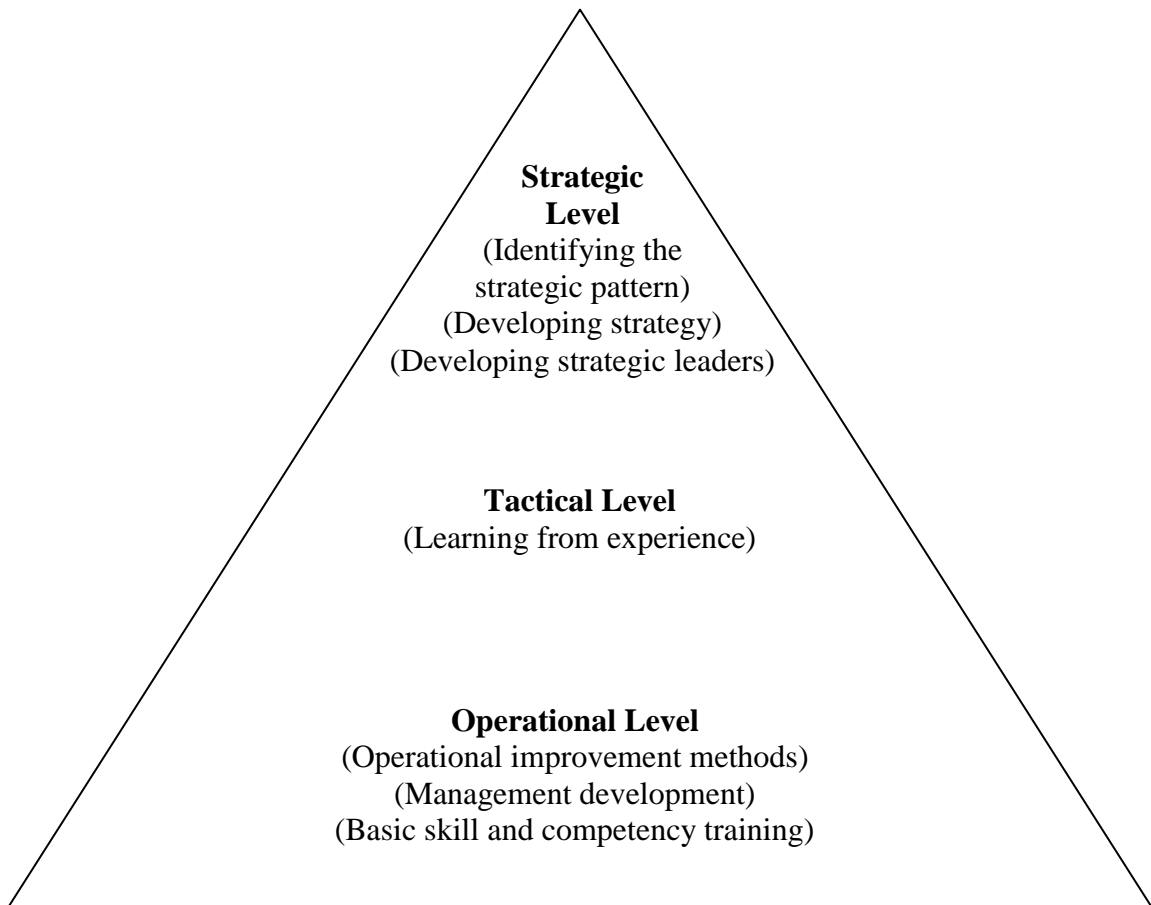 Strategic
Level
(Identifying the
strategic pattern)
(Developing strategy)
(Developing strategic leaders)
Tactical Level
(Learning from experience)
Operational Level
(Operational improvement methods)
(Management development)
(Basic skill and competency training)